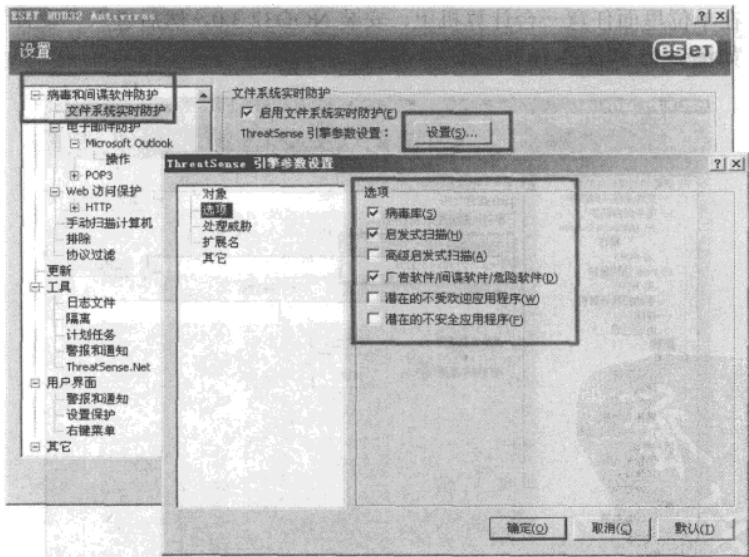 ESET NOD32 Antivirus
设置
eseT
病毒和间谍软件防护
文件系统实时防护
电子邮件防护
Microsoft Outlook
操作
POP3
Web 访问保护
HTTP
手动扫描计算机
排除
协议过滤
更新
工具
日志文件
隔离
计划任务
警报和通知
ThreatSense.Net
用户界面
警报和通知
设置保护
右键菜单
其它
文件系统实时防护
启用文件系统实时防护(E)
ThreatSense 引擎参数设置：
设置(S)...
ThreatSense 引擎参数设置
对象
选项
处理威胁
扩展名
其它
选项
病毒库(S)
启发式扫描(H)
高级启发式扫描(A)
广告软件/间谍软件/危险软件(D)
潜在的不受欢迎应用程序(W)
潜在的不安全应用程序(F)
确定(O)
取消(C)
默认(T)